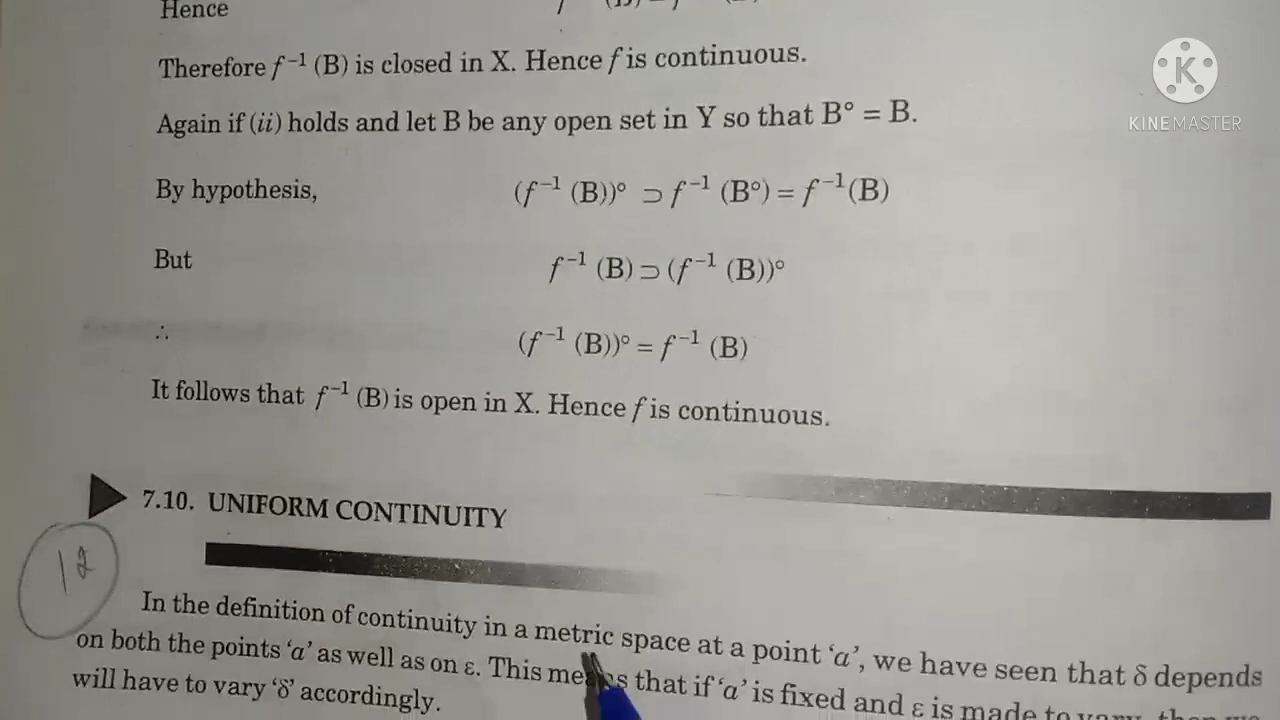 Hence
Therefore f⁻¹ (B) is closed in X. Hence f is continuous.
Again if (ii) holds and let B be any open set in Y so that B° = B.
By hypothesis, (f⁻¹ (B))° ⊃ f⁻¹ (B°) = f⁻¹(B)
But f⁻¹ (B) ⊃ (f⁻¹ (B))°
∴ (f⁻¹ (B))° = f⁻¹ (B)
It follows that f⁻¹ (B) is open in X. Hence f is continuous.
7.10. UNIFORM CONTINUITY
12
In the definition of continuity in a metric space at a point ‘a’, we have seen that δ depends
on both the points ‘a’ as well as on ε. This means that if ‘a’ is fixed and ε is made to vary, then we
will have to vary ‘δ’ accordingly.
K
KINEMASTER